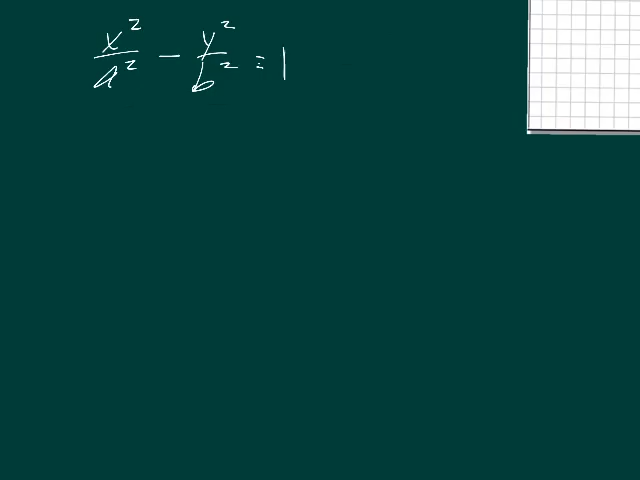 x²/a² - y²/b² = 1